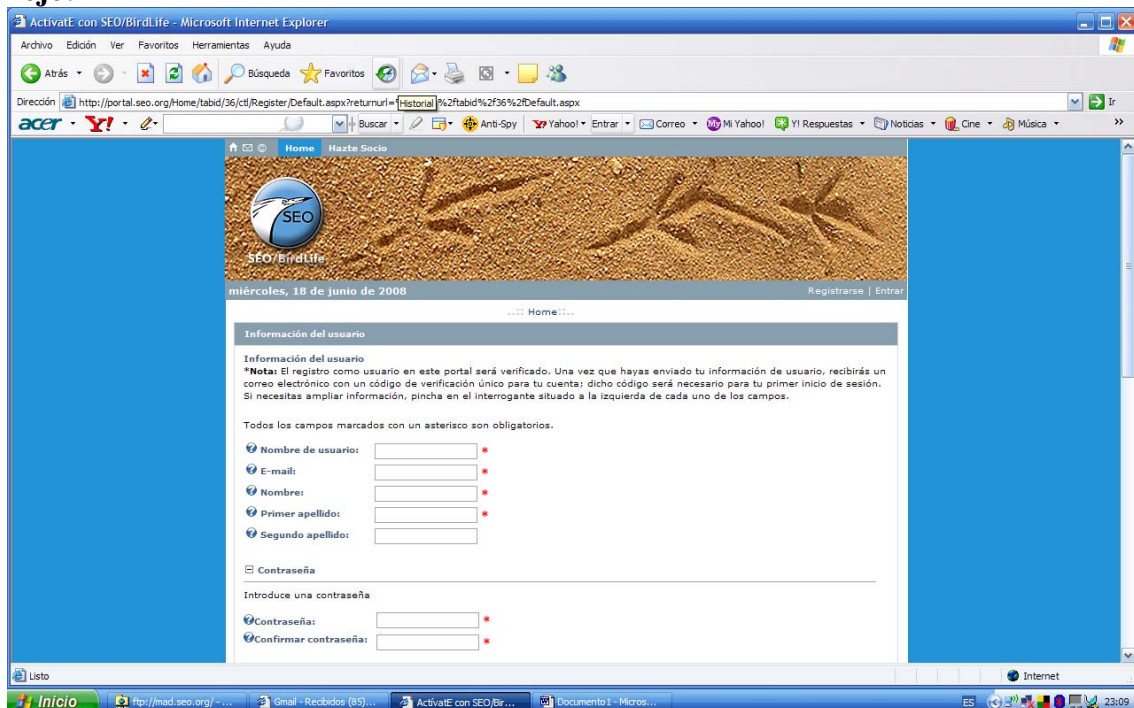 ActivatE con SEO/BirdLife - Microsoft Internet Explorer
Archivo Edición Ver Favoritos Herramientas Ayuda
Atrás Búsqueda Favoritos
Dirección http://portal.seo.org/Home/tabid/36/ctl/Register/Default.aspx?returnurl= Historial %2ftabid%2f36%2fDefault.aspx Ir
acer Y! Buscar Anti-Spy Yahoo! Entrar Correo Mi Yahoo! Y! Respuestas Noticias Cine Música »
Home Hazte Socio
SEO
SEO/BirdLife
miércoles, 18 de junio de 2008 Registrarse | Entrar
..:: Home::..
Información del usuario
Información del usuario
*Nota: El registro como usuario en este portal será verificado. Una vez que hayas enviado tu información de usuario, recibirás un
correo electrónico con un código de verificación único para tu cuenta; dicho código será necesario para tu primer inicio de sesión.
Si necesitas ampliar información, pincha en el interrogante situado a la izquierda de cada uno de los campos.
Todos los campos marcados con un asterisco son obligatorios.
Nombre de usuario: *
E-mail: *
Nombre: *
Primer apellido: *
Segundo apellido:
Contraseña
Introduce una contraseña
Contraseña: *
Confirmar contraseña: *
Listo Internet
Inicio ftp://mad.seo.org/ - ... Gmail - Recibidos (85)... ActivatE con SEO/Bir... Documento1 - Micros... ES 23:09